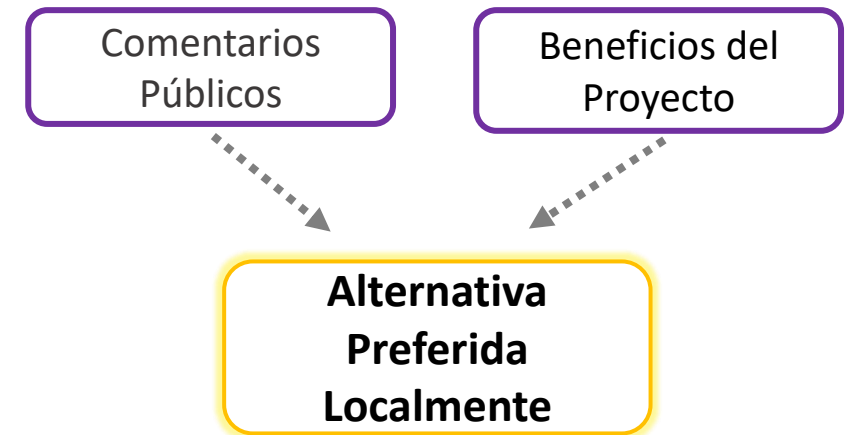 Comentarios
Públicos
Beneficios del
Proyecto
Alternativa
Preferida
Localmente